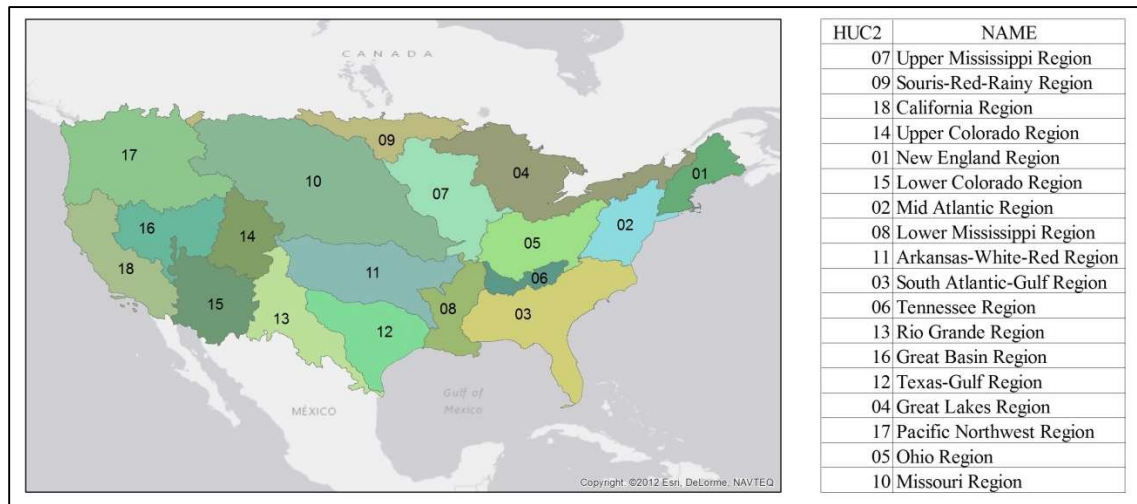 CANADA
17
09
04
01
10
07
16
14
05
02
18
11
06
15
08
03
13
12
Gulf of
Mexico
MÉXICO
Copyright: ©2012 Esri, DeLorme, NAVTEQ
HUC2 NAME
07 Upper Mississippi Region
09 Souris-Red-Rainy Region
18 California Region
14 Upper Colorado Region
01 New England Region
15 Lower Colorado Region
02 Mid Atlantic Region
08 Lower Mississippi Region
11 Arkansas-White-Red Region
03 South Atlantic-Gulf Region
06 Tennessee Region
13 Rio Grande Region
16 Great Basin Region
12 Texas-Gulf Region
04 Great Lakes Region
17 Pacific Northwest Region
05 Ohio Region
10 Missouri Region